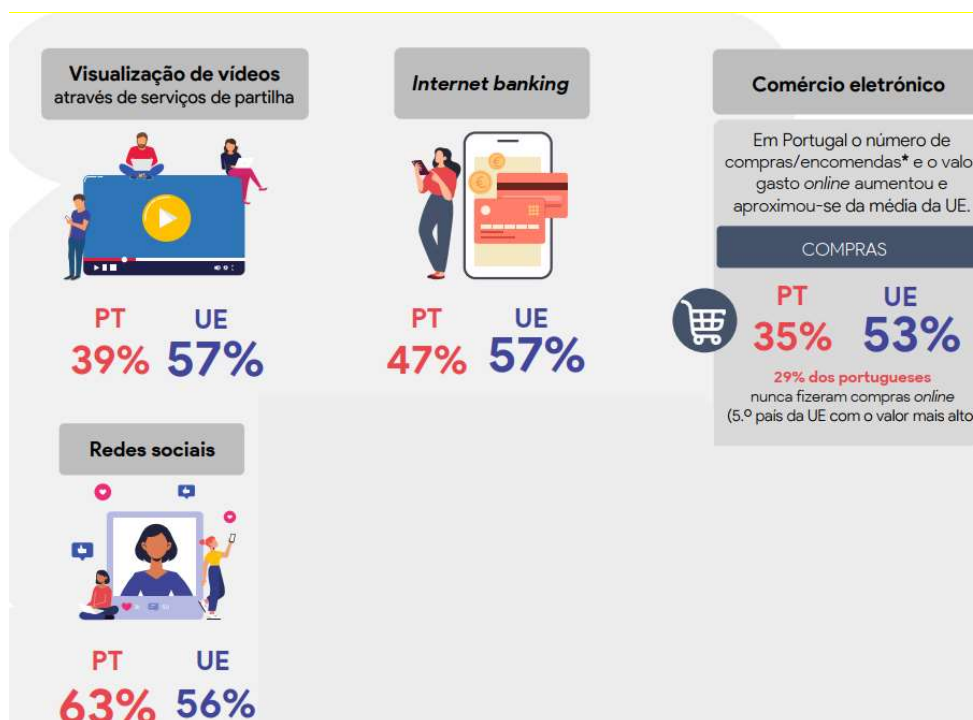 Visualização de vídeos
através de serviços de partilha
PT UE
39% 57%
Internet banking
PT UE
47% 57%
Comércio eletrónico
Em Portugal o número de
compras/encomendas* e o valo
gasto online aumentou e
aproximou-se da média da UE.
COMPRAS
PT UE
35% 53%
29% dos portugueses
nunca fizeram compras online
(5.º país da UE com o valor mais alto
Redes sociais
PT UE
63% 56%